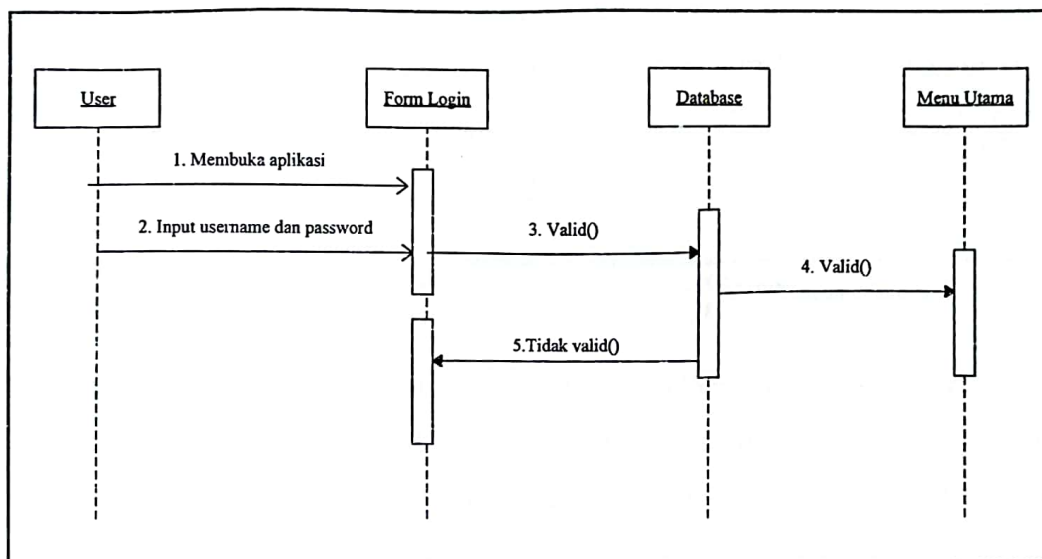 User
Form Login
Database
Menu Utama
1. Membuka aplikasi
2. Input username dan password
3. Valid()
4. Valid()
5.Tidak valid()